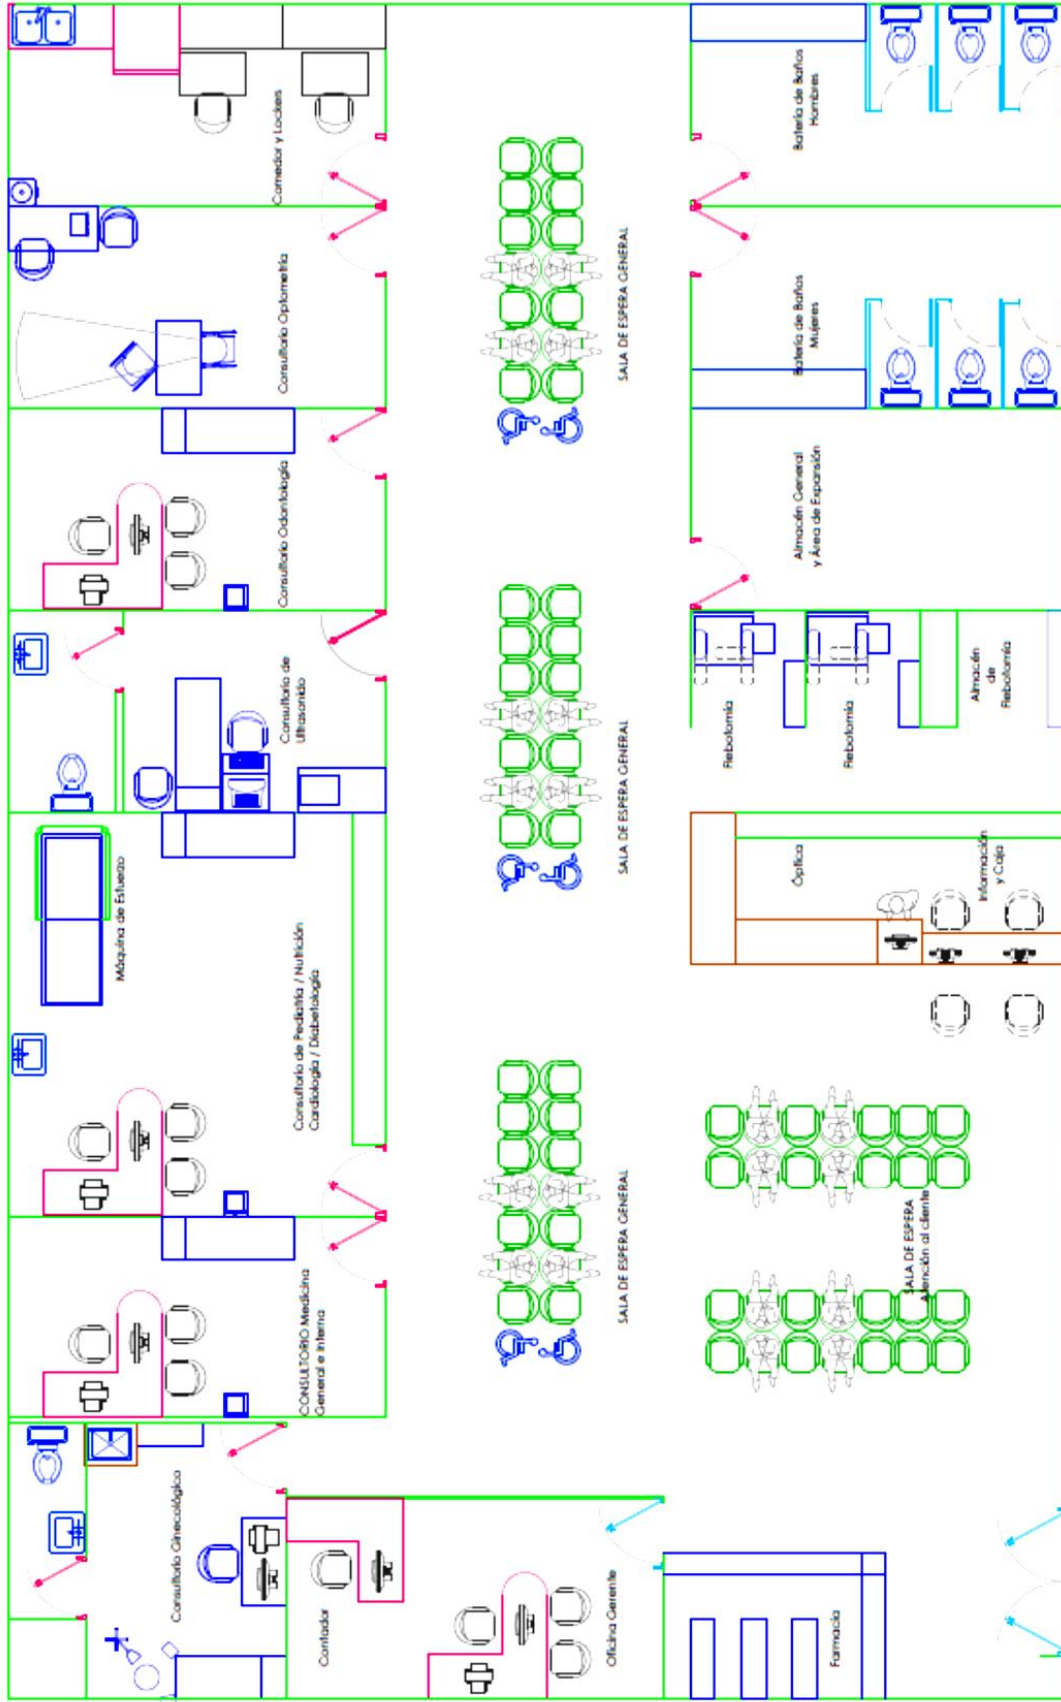 Comedor y Lockers
Consultorio Optometría
Consultorio Odontología
Consultorio de
Ultrasonido
Máquina de Esfuerzo
Consultorio de Pediatría / Nutrición
Cardiología / Diabetología
CONSULTORIO Medicina
General e Interna
Consultorio Ginecológico
Contador
Oficina Gerente
Farmacia
SALA DE ESPERA GENERAL
SALA DE ESPERA GENERAL
SALA DE ESPERA GENERAL
SALA DE ESPERA
Atención al cliente
Batería de Baños
Hombres
Batería de Baños
Mujeres
Almacén General
y Área de Expansión
Flebotomía
Flebotomía
Almacén
de
Flebotomía
Óptica
Información
y Caja